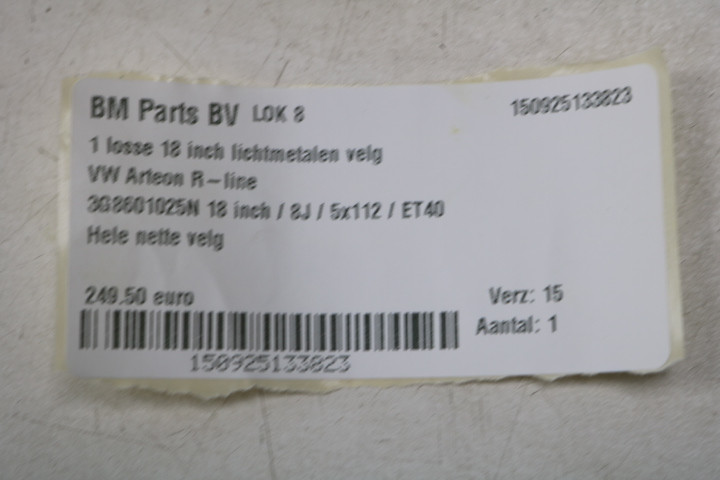 BM Parts BV LOK 8 150925133823
1 losse 18 inch lichtmetalen velg
VW Arteon R-line
3G8601025N 18 inch / 8J / 5x112 / ET40
Hele nette velg
249.50 euro Verz: 15
Aantal: 1
150925133823